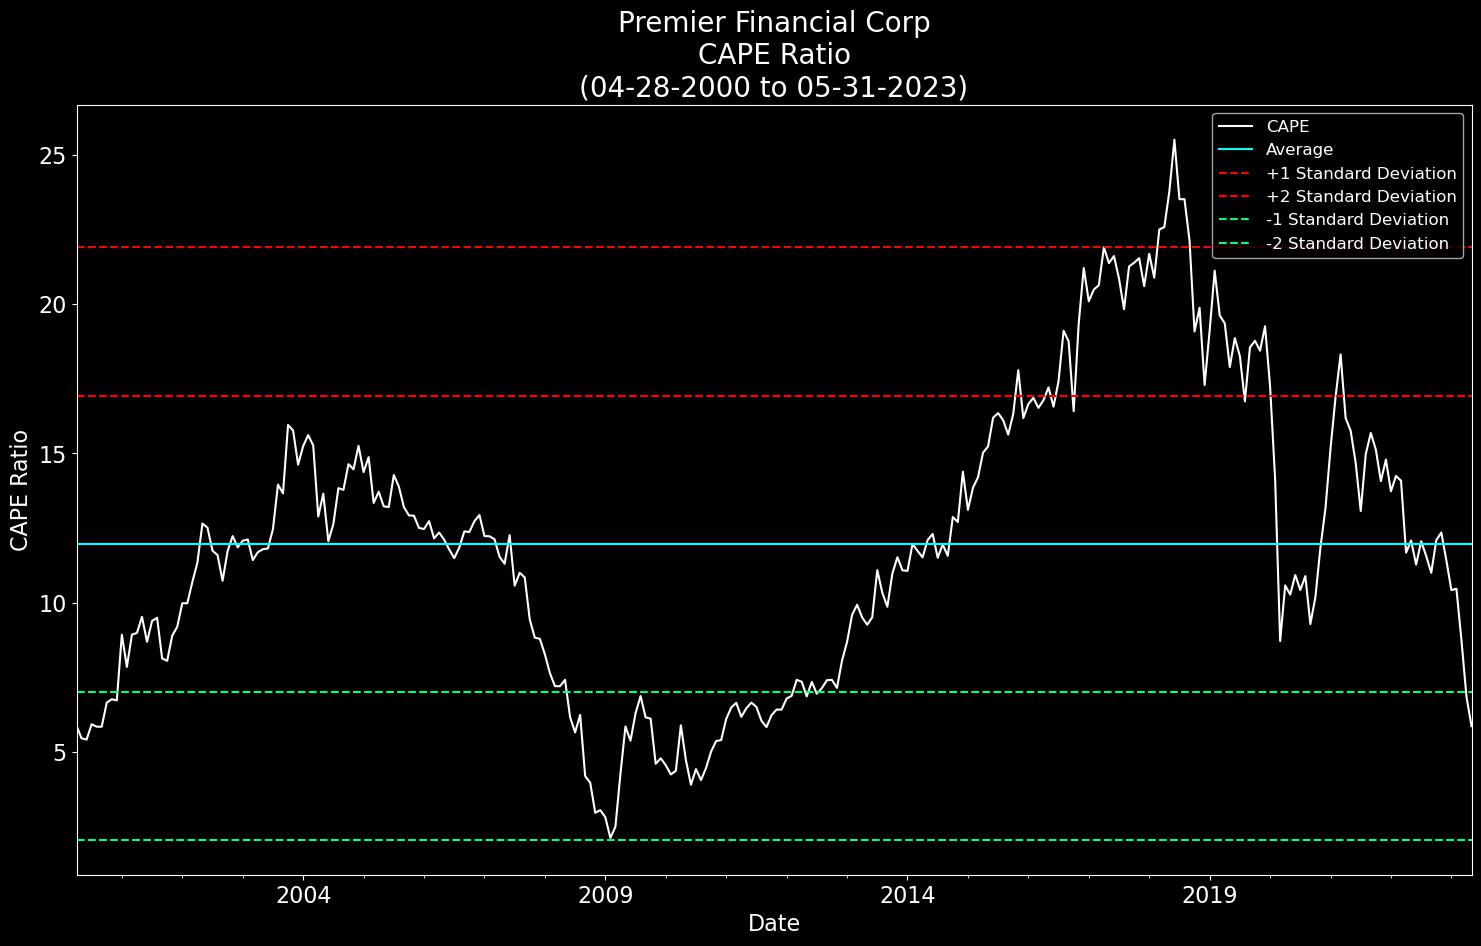 Premier Financial Corp
CAPE Ratio
(04-28-2000 to 05-31-2023)
CAPE
Average
+1 Standard Deviation
+2 Standard Deviation
-1 Standard Deviation
-2 Standard Deviation
25
20
15
10
5
CAPE Ratio
2004 2009 2014 2019
Date